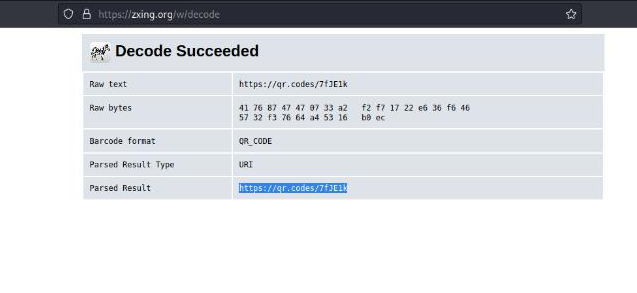 https://zxing.org/w/decode
Decode Succeeded
Raw text https://qr.codes/7fJE1k
Raw bytes 41 76 87 47 47 07 33 a2 f2 f7 17 22 e6 36 f6 46
57 32 f3 76 64 a4 53 16 b0 ec
Barcode format QR_CODE
Parsed Result Type URI
Parsed Result https://qr.codes/7fJE1k